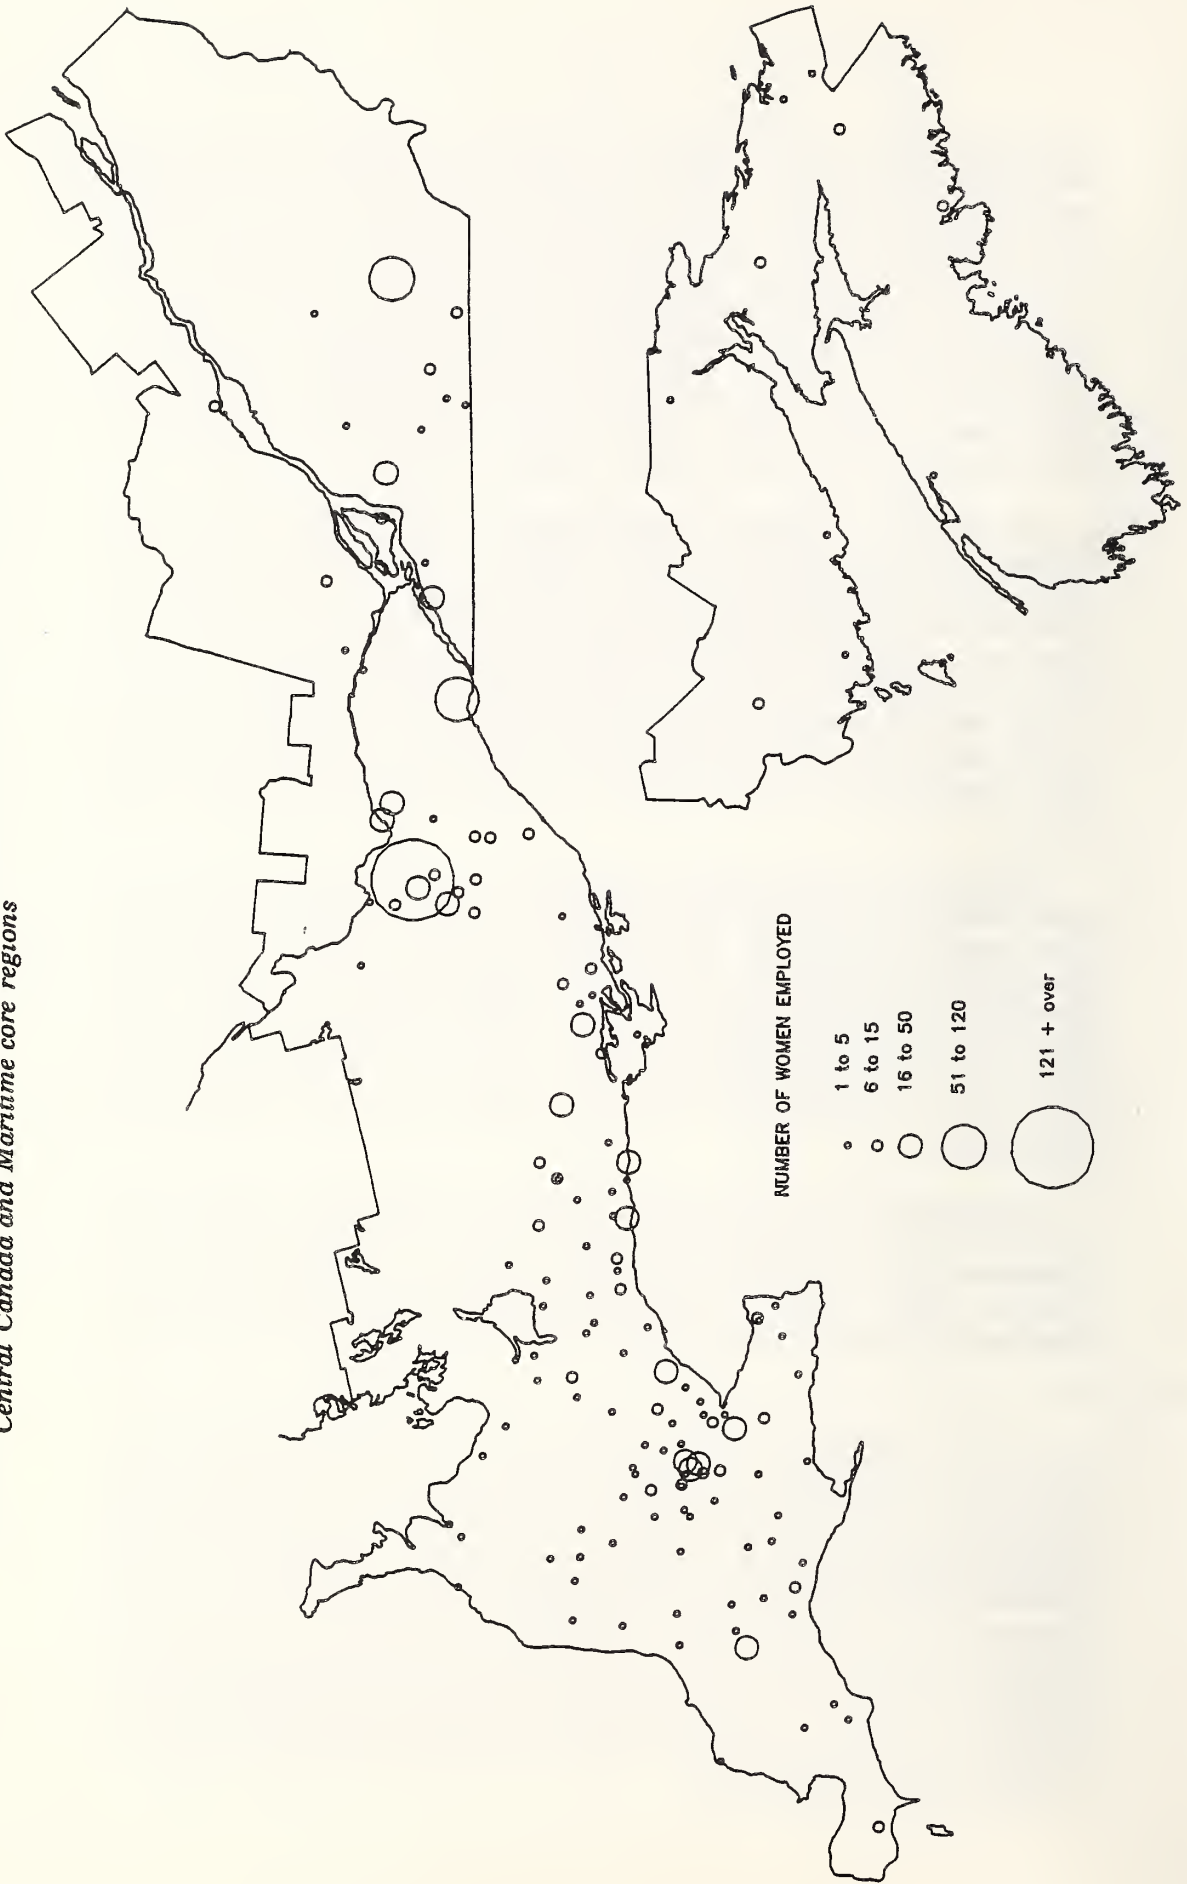 Central Canada and Maritime core regions
NUMBER OF WOMEN EMPLOYED
1 to 5
6 to 15
16 to 50
51 to 120
121 + over